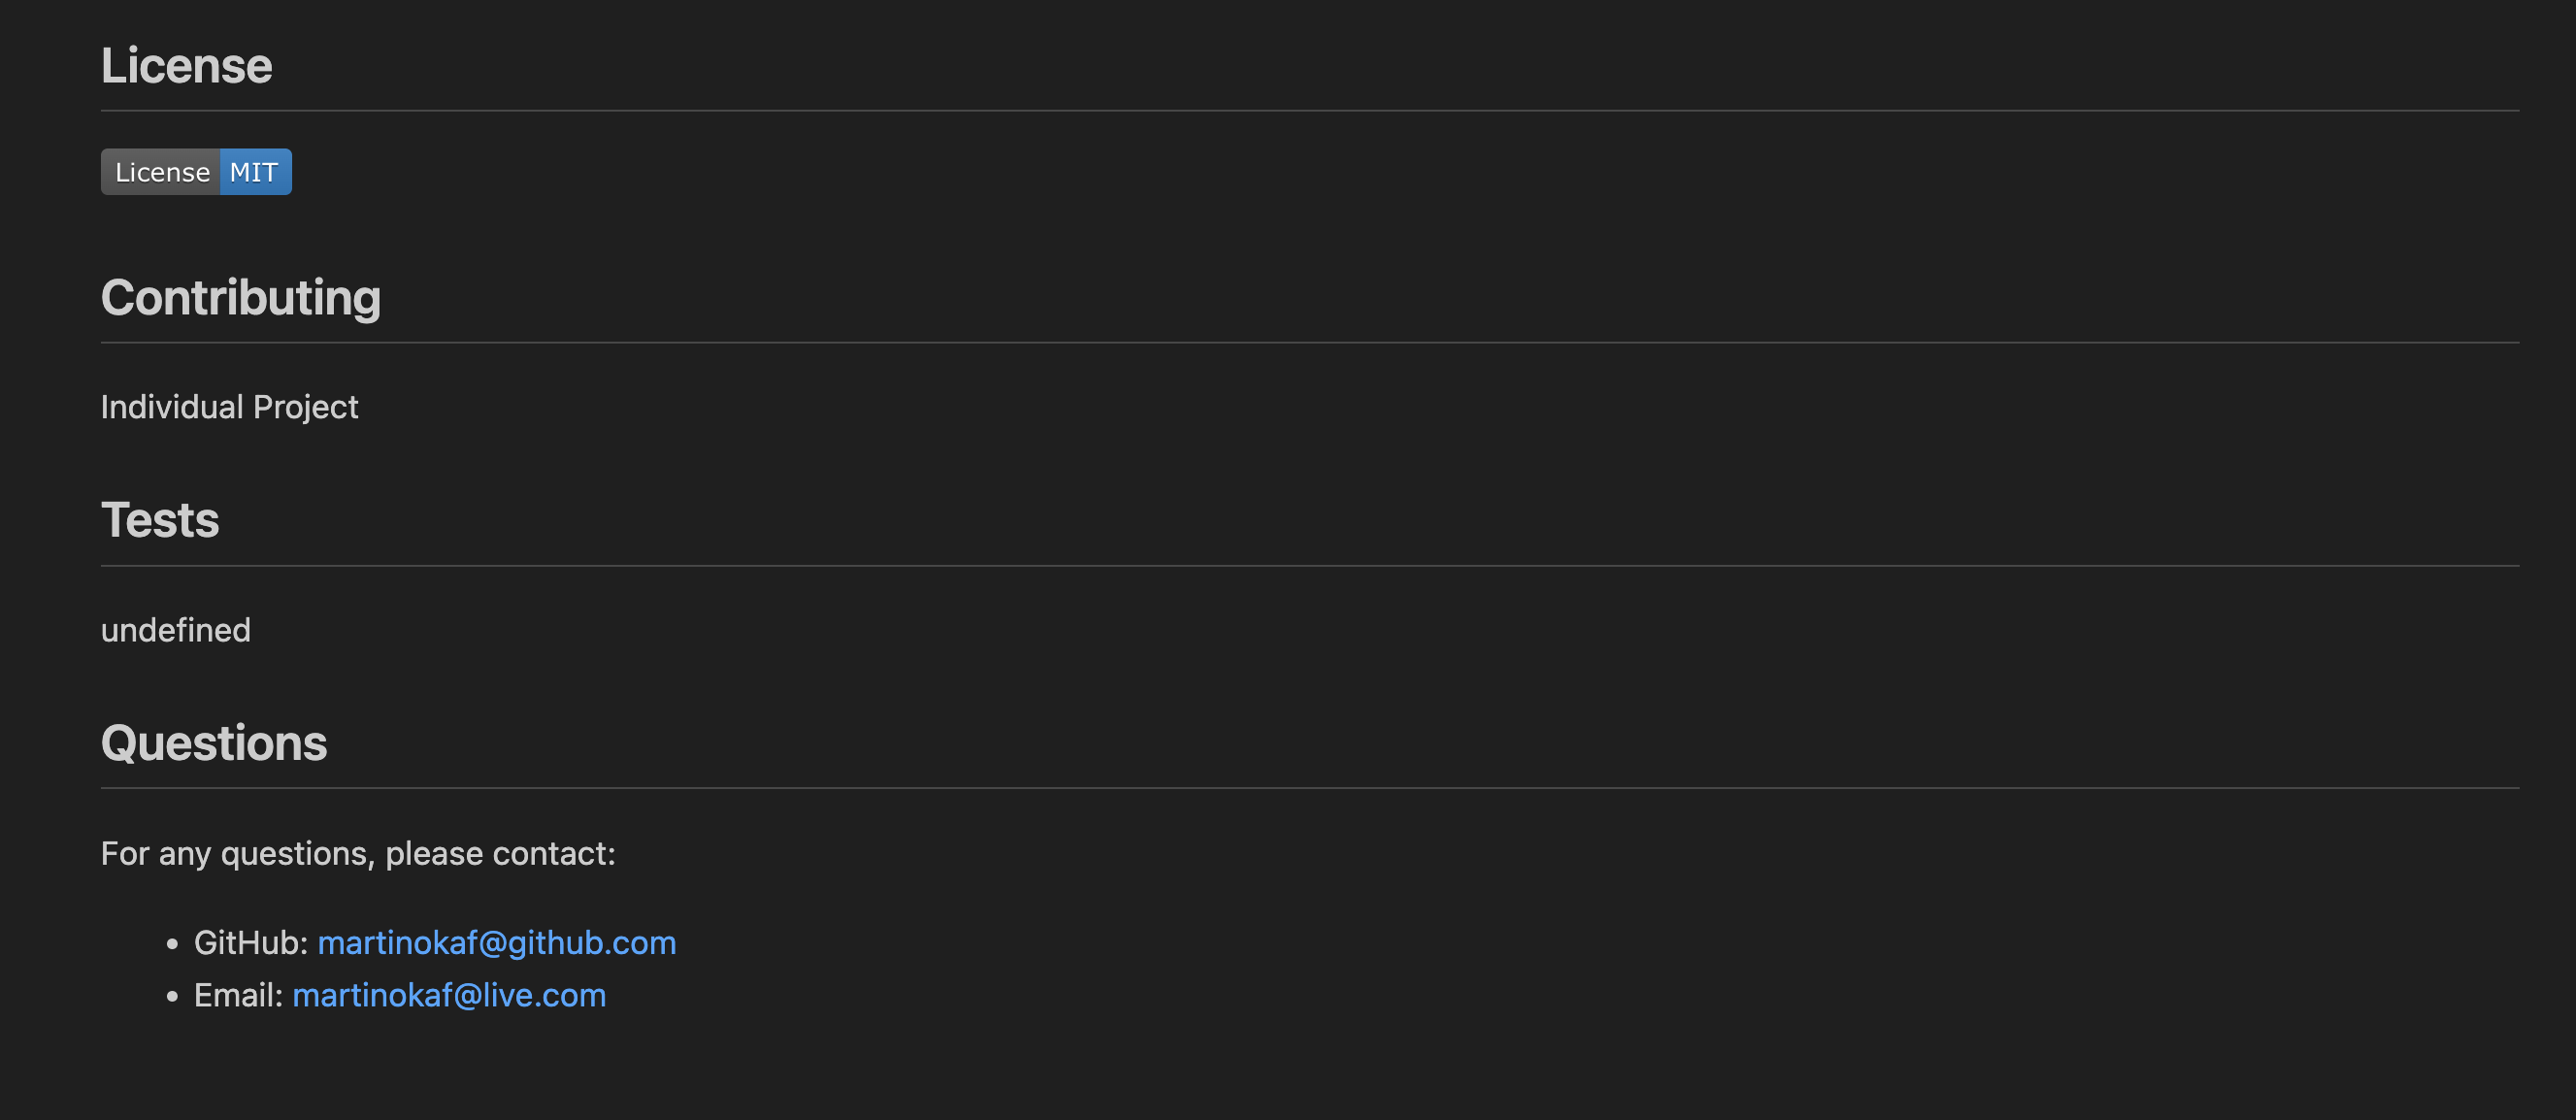 License
License MIT
Contributing
Individual Project
Tests
undefined
Questions
For any questions, please contact:
• GitHub: martinokaf@github.com
• Email: martinokaf@live.com